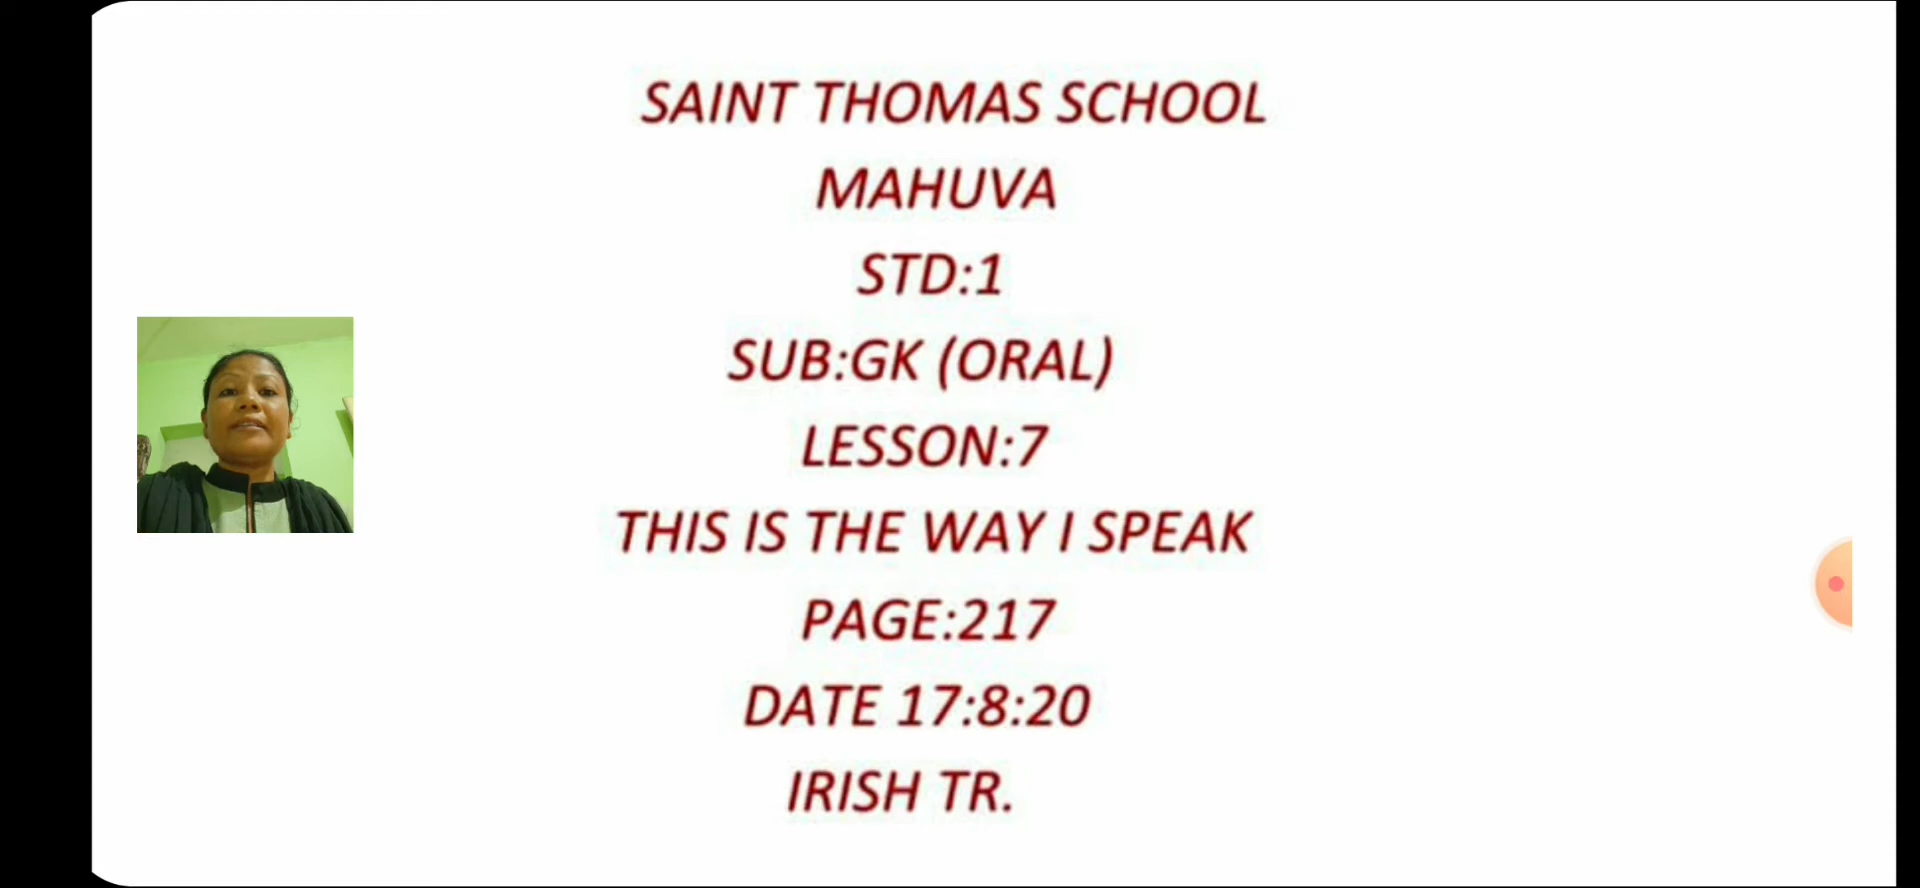 SAINT THOMAS SCHOOL
MAHUVA
STD:1
SUB:GK (ORAL)
LESSON:7
THIS IS THE WAY I SPEAK
PAGE:217
DATE 17:8:20
IRISH TR.